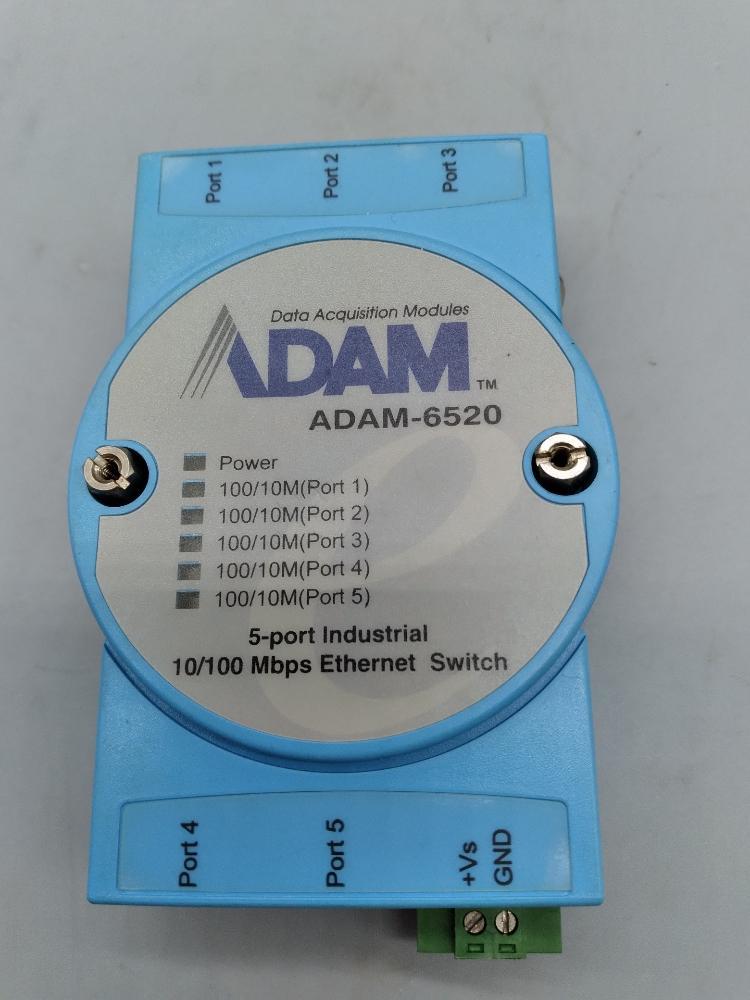 Port 1
Port 2
Port 3
Data Acquisition Modules
ADAM™
ADAM-6520
Power
100/10M(Port 1)
100/10M(Port 2)
100/10M(Port 3)
100/10M(Port 4)
100/10M(Port 5)
5-port Industrial
10/100 Mbps Ethernet Switch
Port 4
Port 5
+Vs
GND